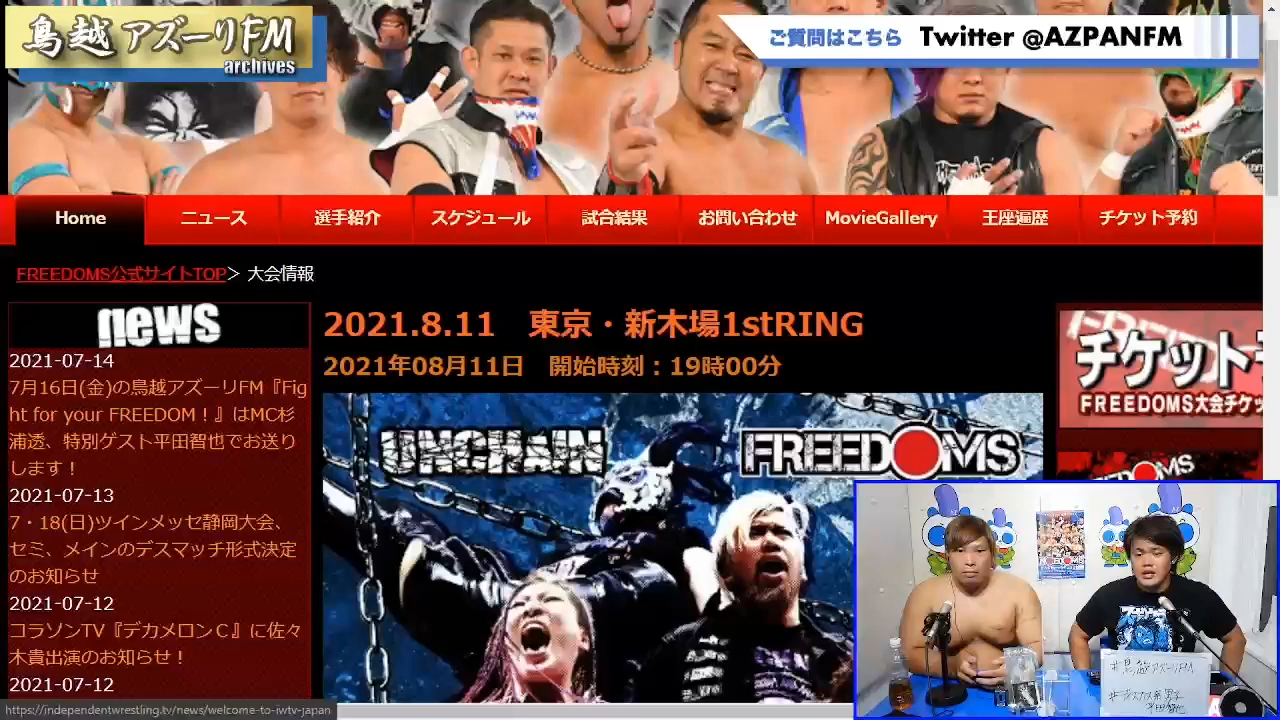 鳥越アズーリFM
archives
ご質問はこちら Twitter @AZPANFM
Home ニュース 選手紹介 スケジュール 試合結果 お問い合わせ MovieGallery 王座遍歴 チケット予約
FREEDOMS公式サイトTOP＞ 大会情報
news
2021-07-14
7月16日(金)の鳥越アズーリFM『Fig
ht for your FREEDOM！』はMC杉
浦透、特別ゲスト平田智也でお送り
します！
2021-07-13
7・18(日)ツインメッセ静岡大会、
セミ、メインのデスマッチ形式決定
のお知らせ
2021-07-12
コラソンTV『デカメロンＣ』に佐々
木貴出演のお知らせ！
2021-07-12
2021.8.11　東京・新木場1stRING
2021年08月11日　開始時刻：19時00分
UNCHAIN
FREEDOMS
チケット
FREEDOMS大会チケッ
FREEDOMS
#鳥越アズーリFM
https://independentwrestling.tv/news/welcome-to-iwtv-japan